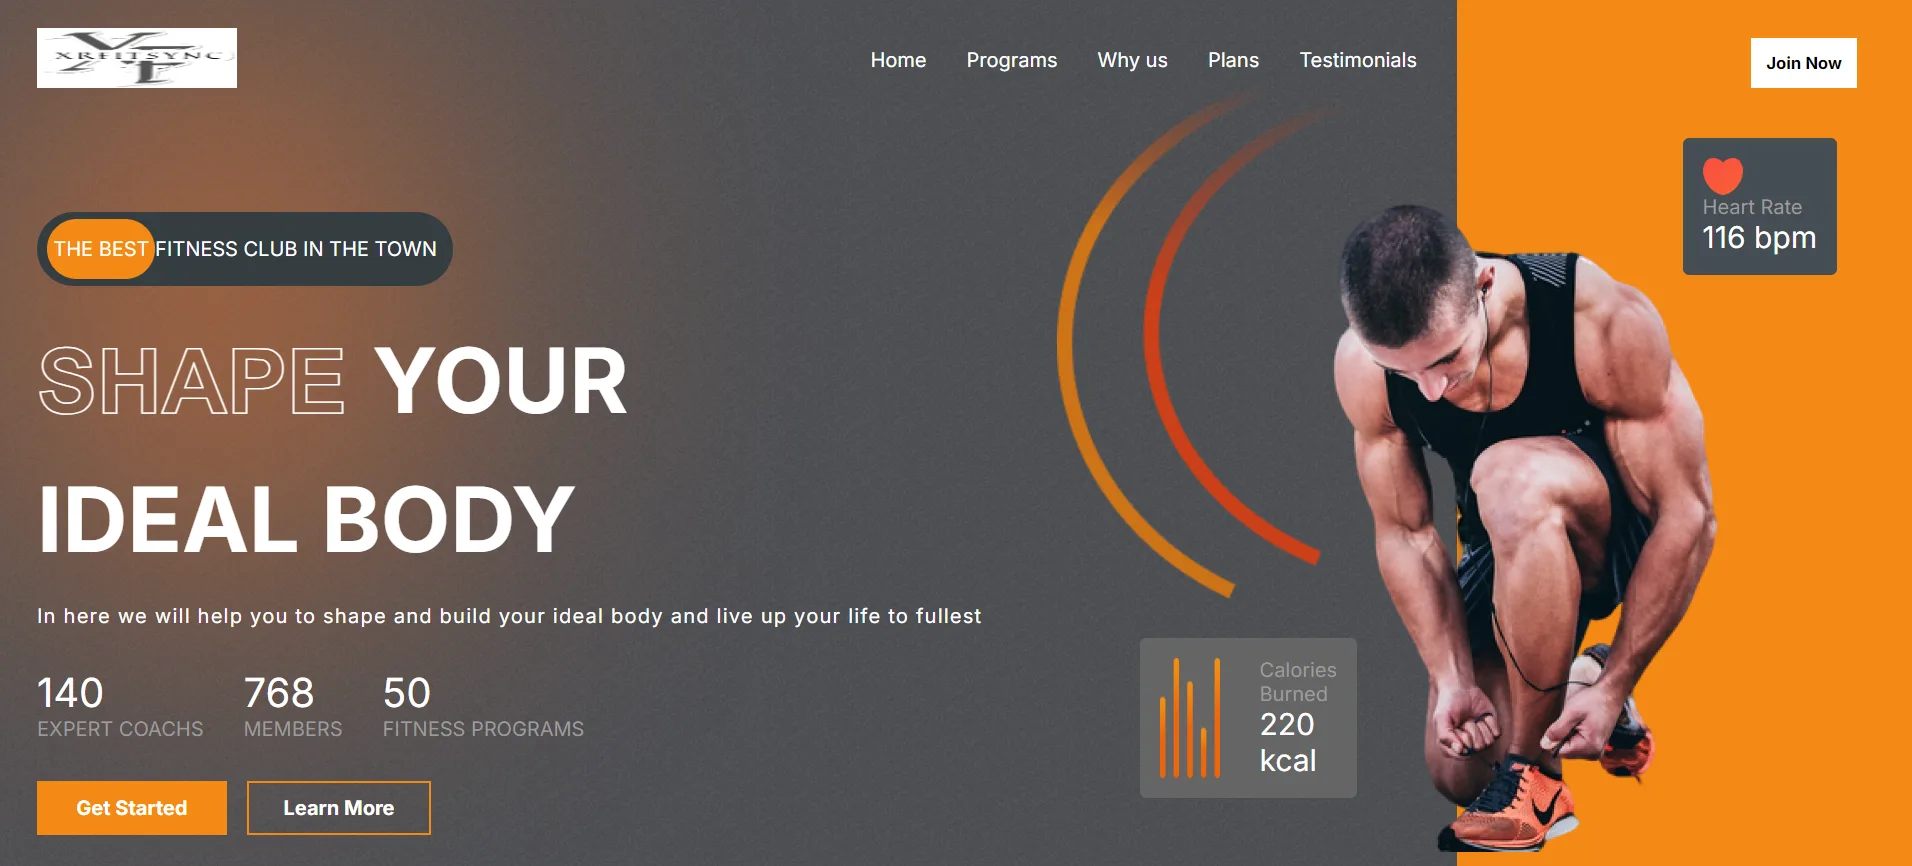 XRFITSYNC
Home Programs Why us Plans Testimonials
Join Now
Heart Rate
116 bpm
THE BEST FITNESS CLUB IN THE TOWN
SHAPE YOUR
IDEAL BODY
In here we will help you to shape and build your ideal body and live up your life to fullest
140 768 50
EXPERT COACHS MEMBERS FITNESS PROGRAMS
Calories
Burned
220
kcal
Get Started Learn More